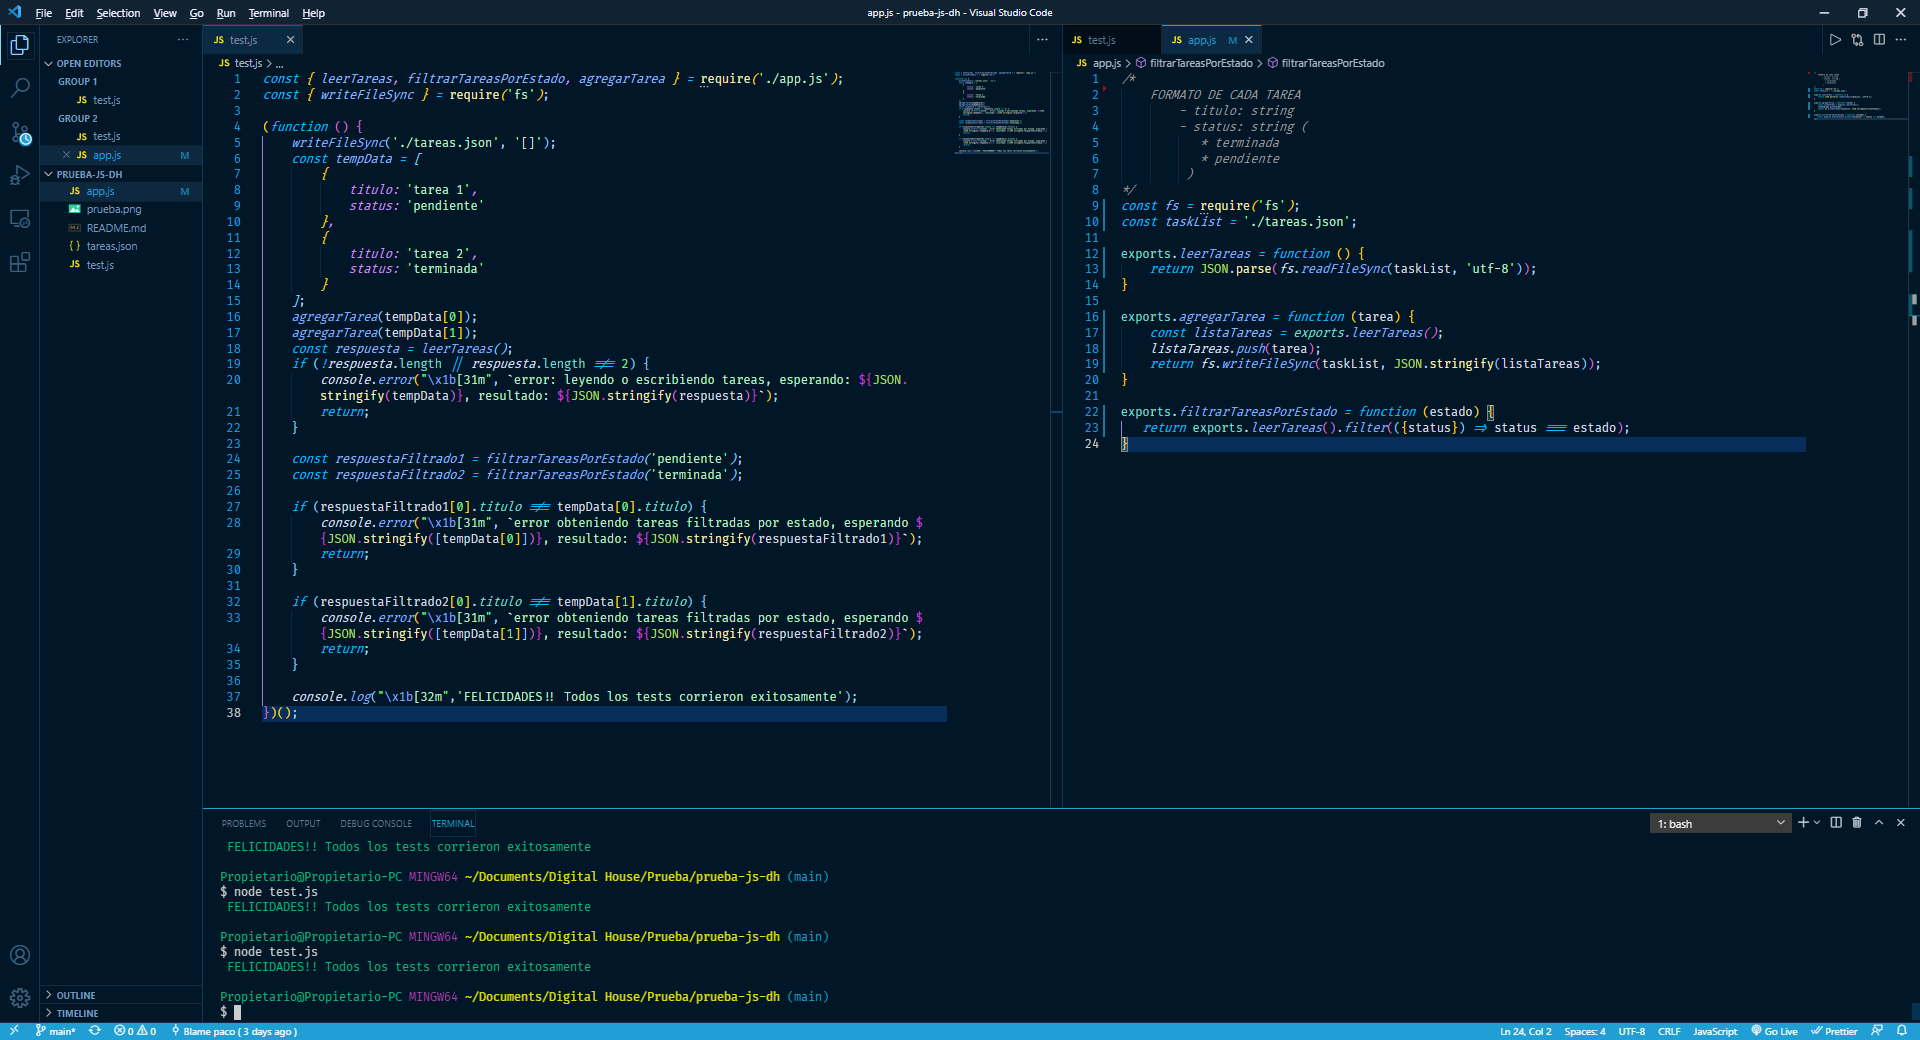 File Edit Selection View Go Run Terminal Help
app.js - prueba-js-dh - Visual Studio Code
EXPLORER
OPEN EDITORS
GROUP 1
JS test.js
GROUP 2
JS test.js
JS app.js M
PRUEBA-JS-DH
JS app.js M
prueba.png
README.md
{ } tareas.json
JS test.js
OUTLINE
TIMELINE
JS test.js
JS test.js > ...
1 const { leerTareas, filtrarTareasPorEstado, agregarTarea } = require('./app.js');
2 const { writeFileSync } = require('fs');
3
4 (function () {
5 writeFileSync('./tareas.json', '[]');
6 const tempData = [
7 {
8 titulo: 'tarea 1',
9 status: 'pendiente'
10 },
11 {
12 titulo: 'tarea 2',
13 status: 'terminada'
14 }
15 ];
16 agregarTarea(tempData[0]);
17 agregarTarea(tempData[1]);
18 const respuesta = leerTareas();
19 if (!respuesta.length || respuesta.length !== 2) {
20 console.error("\x1b[31m", `error: leyendo o escribiendo tareas, esperando: ${JSON.
stringify(tempData)}, resultado: ${JSON.stringify(respuesta)}`);
21 return;
22 }
23
24 const respuestaFiltrado1 = filtrarTareasPorEstado('pendiente');
25 const respuestaFiltrado2 = filtrarTareasPorEstado('terminada');
26
27 if (respuestaFiltrado1[0].titulo !== tempData[0].titulo) {
28 console.error("\x1b[31m", `error obteniendo tareas filtradas por estado, esperando $
{JSON.stringify([tempData[0]])}, resultado: ${JSON.stringify(respuestaFiltrado1)}`);
29 return;
30 }
31
32 if (respuestaFiltrado2[0].titulo !== tempData[1].titulo) {
33 console.error("\x1b[31m", `error obteniendo tareas filtradas por estado, esperando $
{JSON.stringify([tempData[1]])}, resultado: ${JSON.stringify(respuestaFiltrado2)}`);
34 return;
35 }
36
37 console.log("\x1b[32m",'FELICIDADES!! Todos los tests corrieron exitosamente');
38 })();
JS test.js
JS app.js M
JS app.js > filtrarTareasPorEstado > filtrarTareasPorEstado
1 /*
2 FORMATO DE CADA TAREA
3 - titulo: string
4 - status: string (
5 * terminada
6 * pendiente
7 )
8 */
9 const fs = require('fs');
10 const taskList = './tareas.json';
11
12 exports.leerTareas = function () {
13 return JSON.parse(fs.readFileSync(taskList, 'utf-8'));
14 }
15
16 exports.agregarTarea = function (tarea) {
17 const listaTareas = exports.leerTareas();
18 listaTareas.push(tarea);
19 return fs.writeFileSync(taskList, JSON.stringify(listaTareas));
20 }
21
22 exports.filtrarTareasPorEstado = function (estado) {
23 return exports.leerTareas().filter(({status}) => status === estado);
24 }
PROBLEMS OUTPUT DEBUG CONSOLE TERMINAL
1: bash
FELICIDADES!! Todos los tests corrieron exitosamente
Propietario@Propietario-PC MINGW64 ~/Documents/Digital House/Prueba/prueba-js-dh (main)
$ node test.js
FELICIDADES!! Todos los tests corrieron exitosamente
Propietario@Propietario-PC MINGW64 ~/Documents/Digital House/Prueba/prueba-js-dh (main)
$ node test.js
FELICIDADES!! Todos los tests corrieron exitosamente
Propietario@Propietario-PC MINGW64 ~/Documents/Digital House/Prueba/prueba-js-dh (main)
$
main* 0 0 Blame paco ( 3 days ago )
Ln 24, Col 2 Spaces: 4 UTF-8 CRLF JavaScript Go Live Prettier